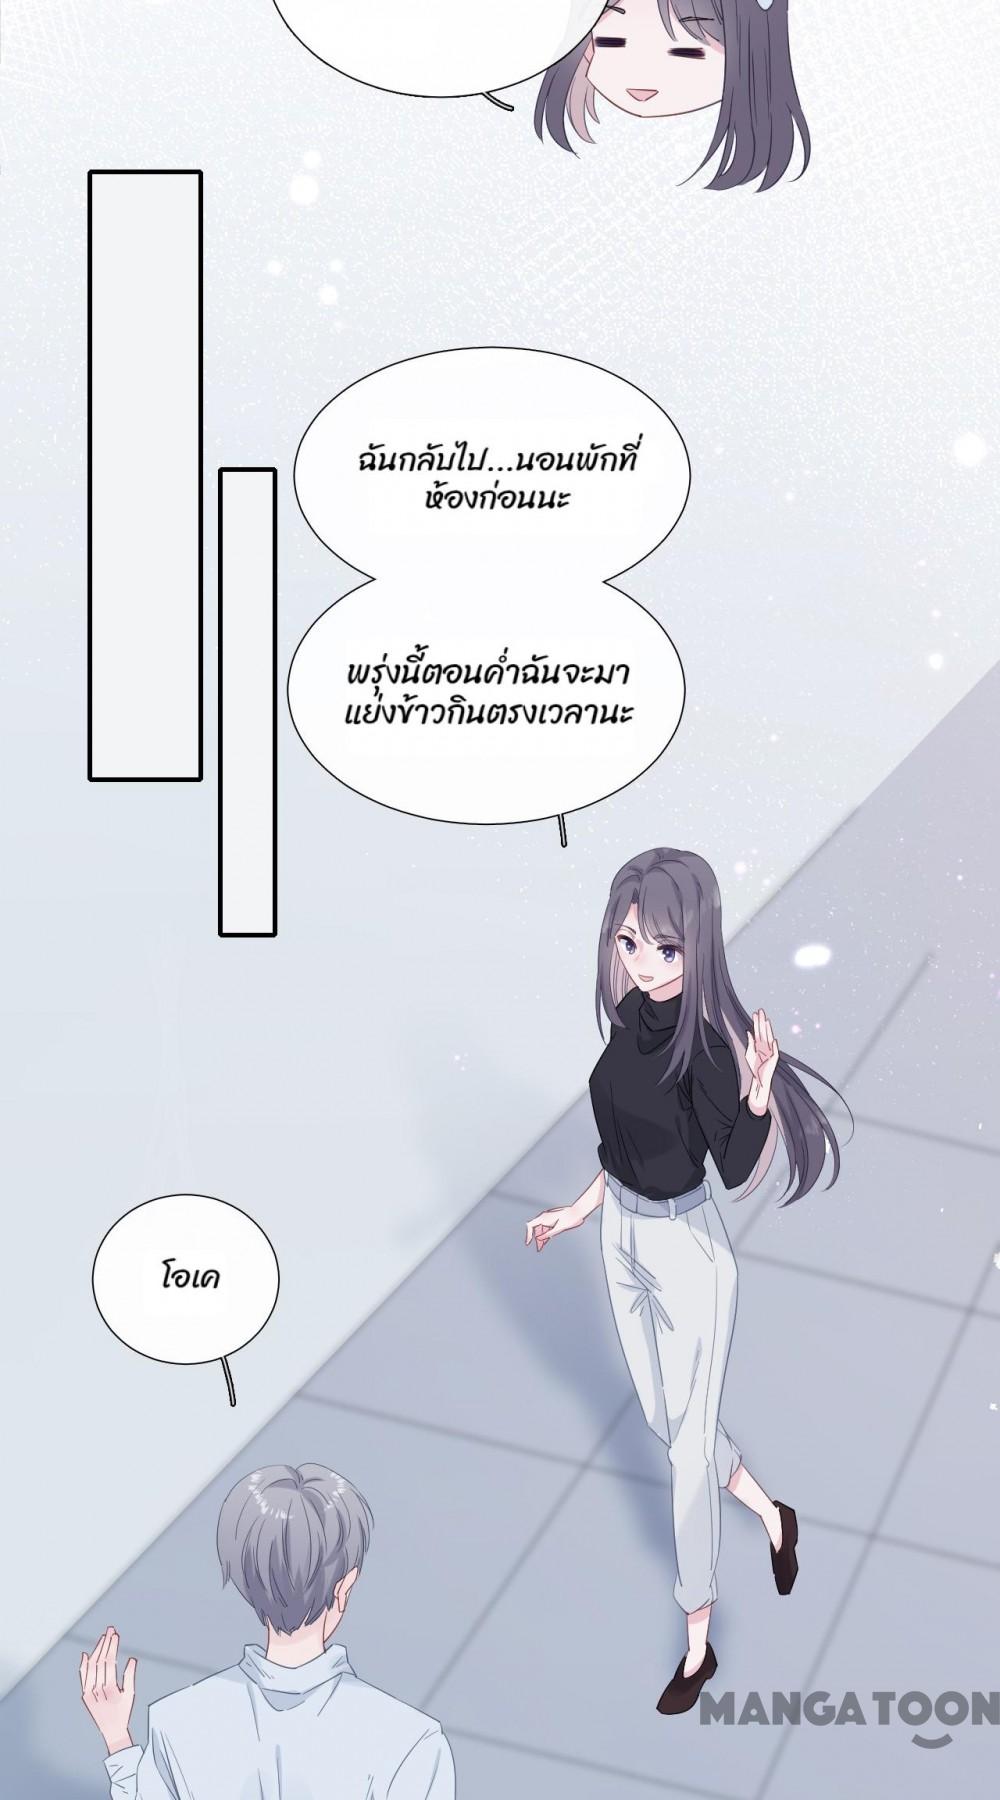 ฉันกลับไป...นอนพักที่
ห้องก่อนนะ
พรุ่งนี้ตอนค่ำฉันจะมา
แย่งข้าวกินตรงเวลานะ
โอเค
MANGATOON